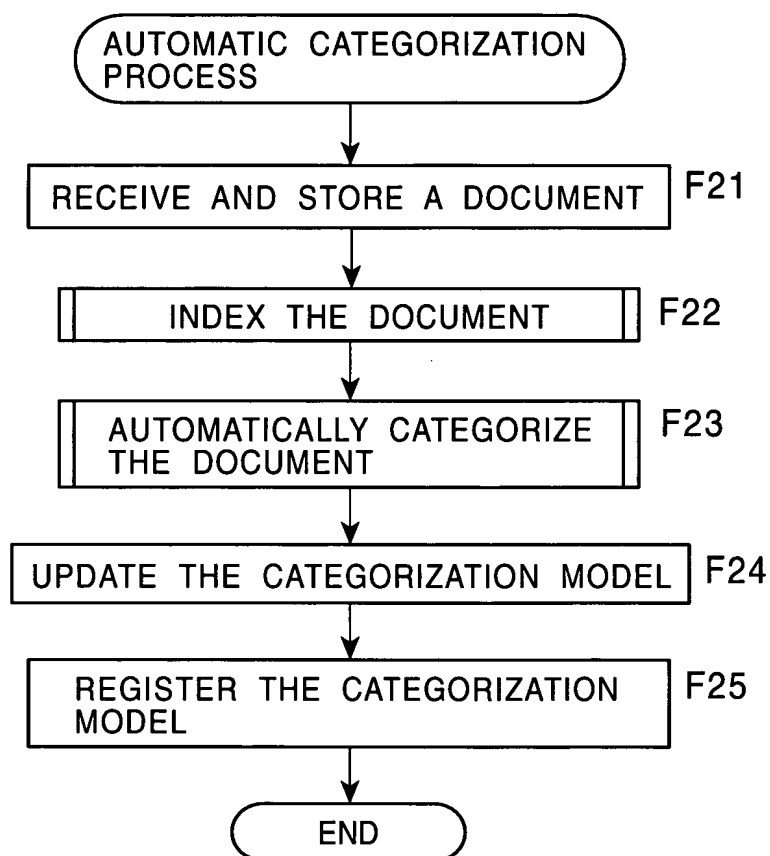 AUTOMATIC CATEGORIZATION
PROCESS
RECEIVE AND STORE A DOCUMENT
F21
INDEX THE DOCUMENT
F22
AUTOMATICALLY CATEGORIZE
THE DOCUMENT
F23
UPDATE THE CATEGORIZATION MODEL
F24
REGISTER THE CATEGORIZATION
MODEL
F25
END